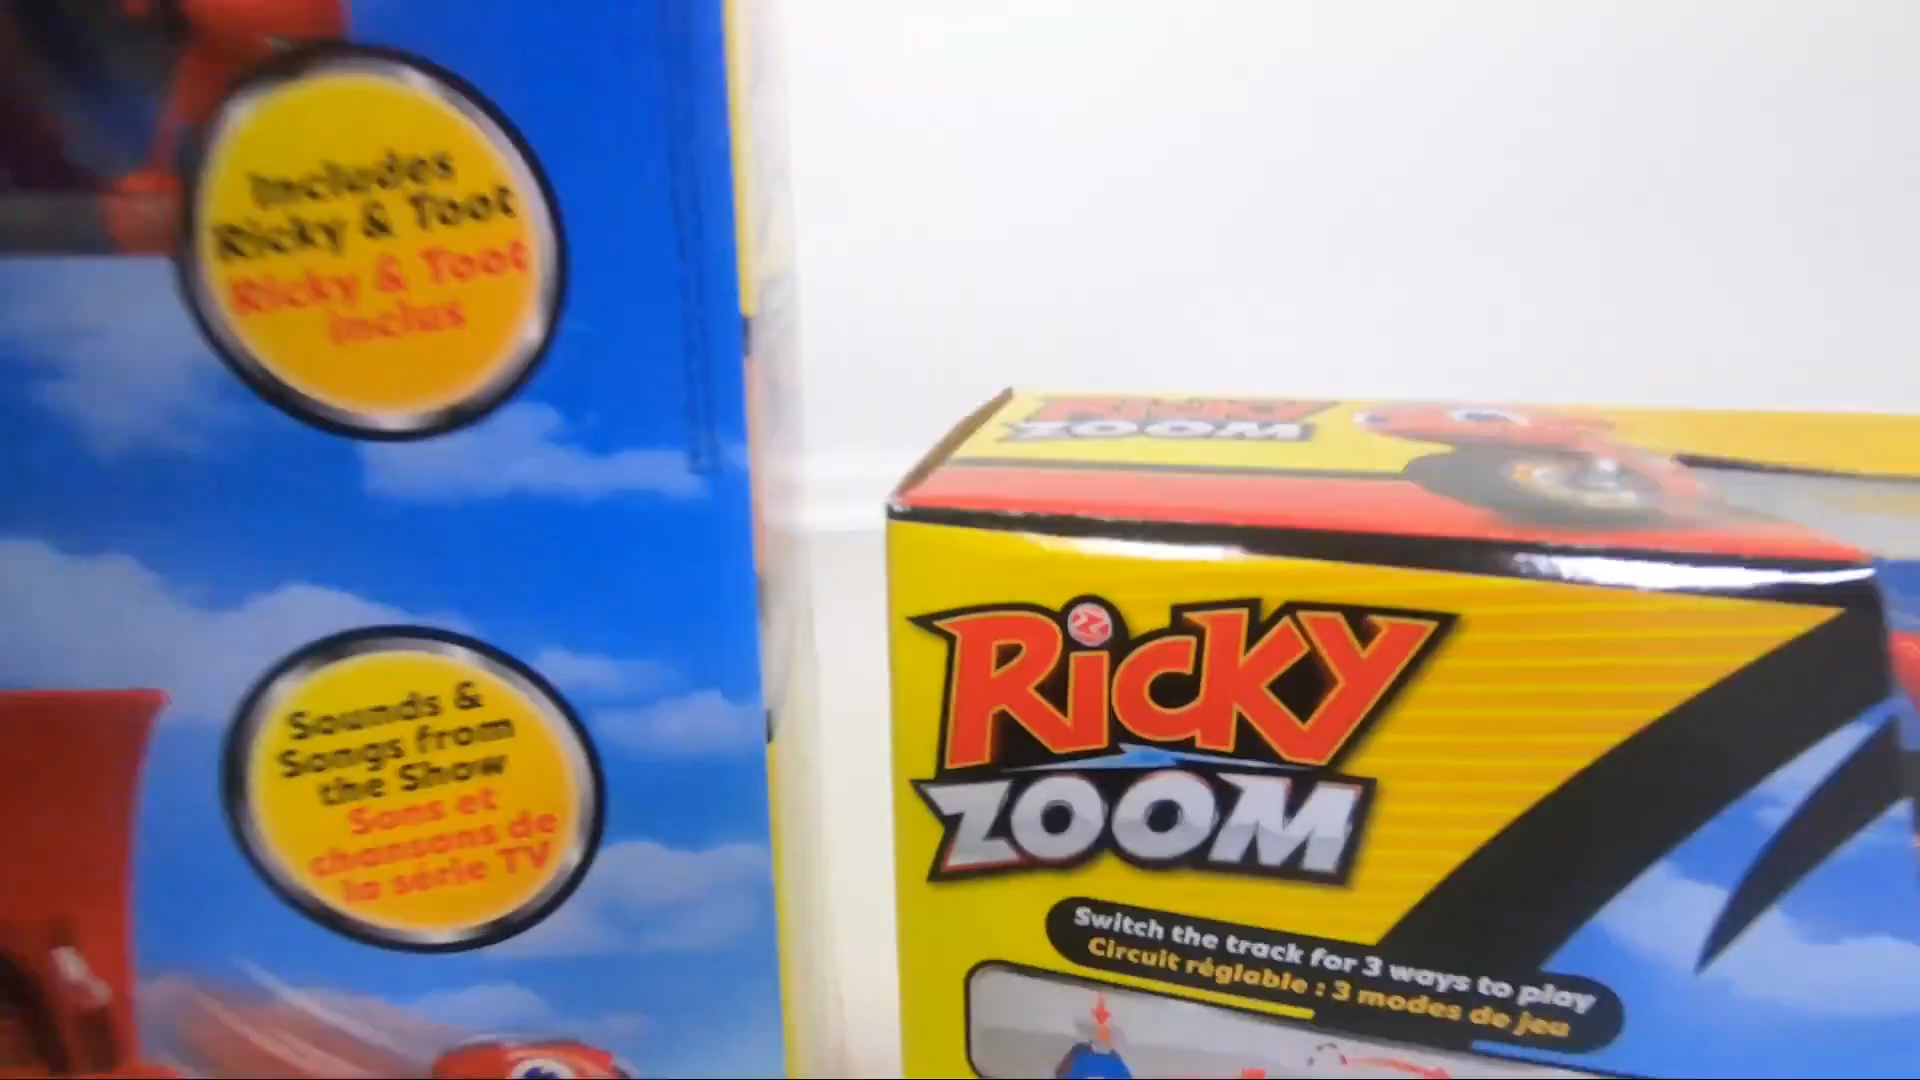 Includes
Ricky & Toot
Ricky & Toot
inclus
Sounds &
Songs from
the Show
Sons et
chansons de
la série TV
RICKY
ZOOM
RICKY
ZOOM
Switch the track for 3 ways to play
Circuit réglable : 3 modes de jeu